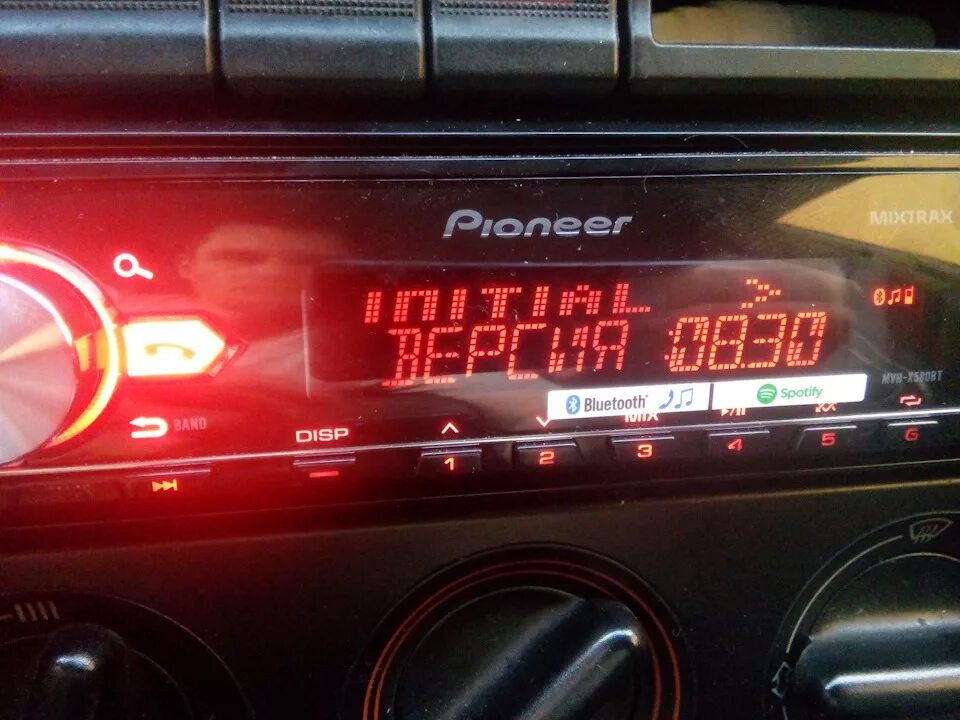 Pioneer
MIXTRAX
INITIAL >
ВЕРСИЯ :0830
MVH-X580BT
Bluetooth
Spotify
BAND
DISP
MIX
1 2 3 4 5 6